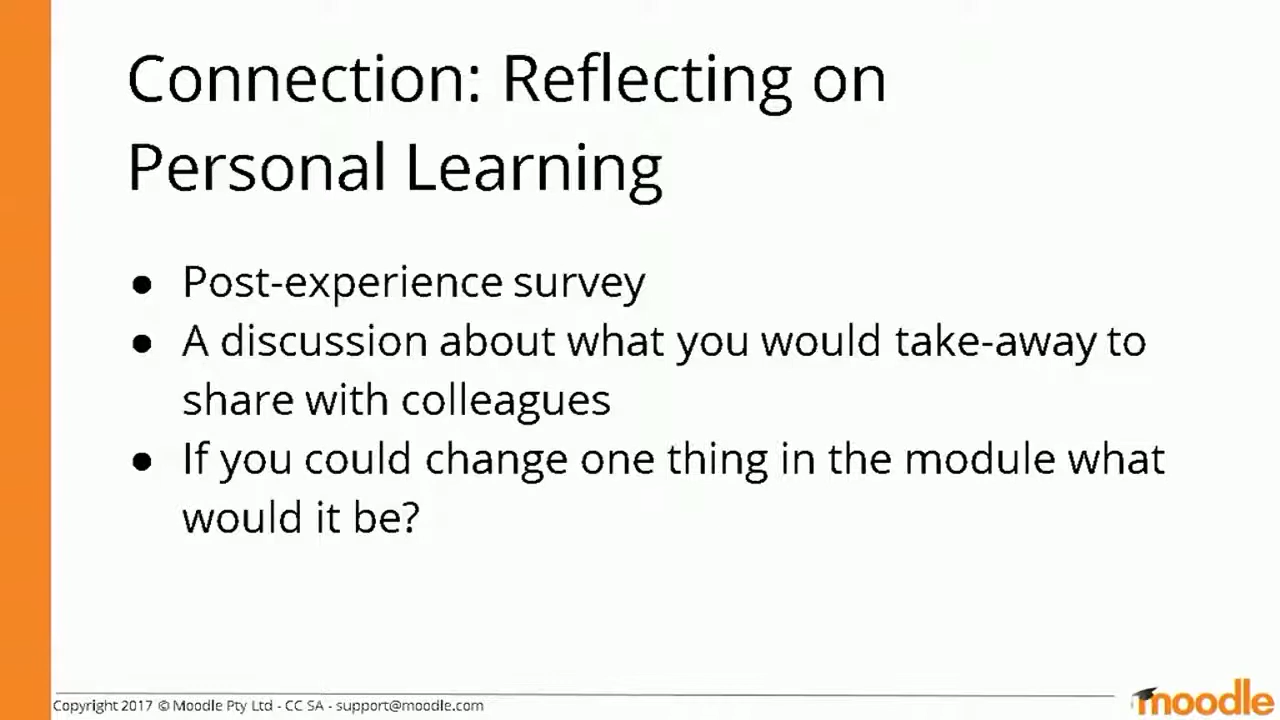 Connection: Reflecting on
Personal Learning
● Post-experience survey
● A discussion about what you would take-away to
share with colleagues
● If you could change one thing in the module what
would it be?
Copyright 2017 © Moodle Pty Ltd - CC SA - support@moodle.com
moodle